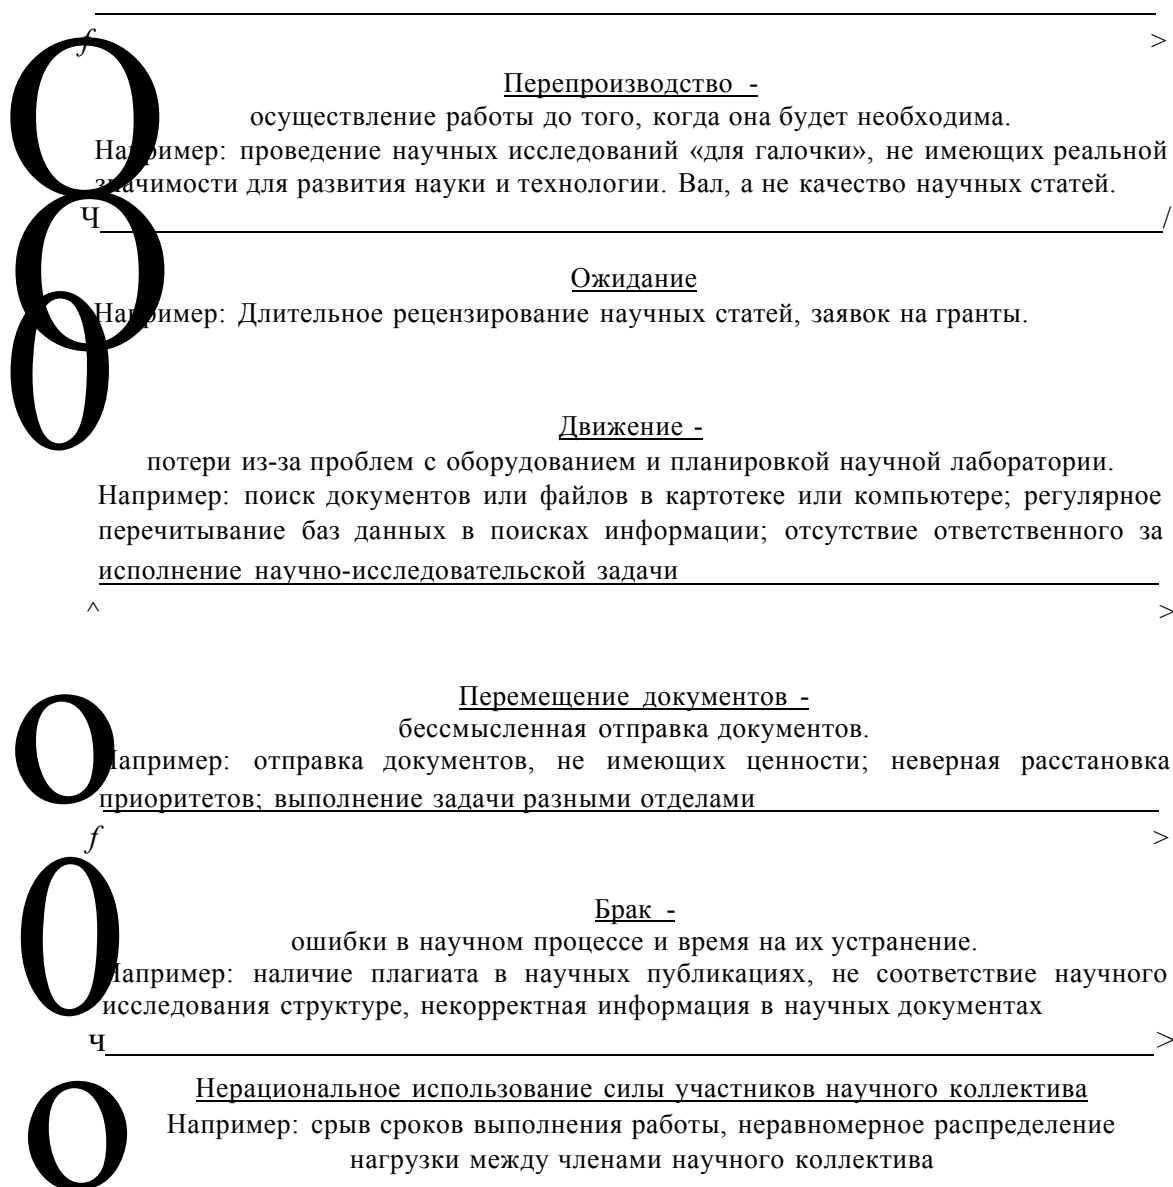 f >
Перепроизводство -
осуществление работы до того, когда она будет необходима.
Например: проведение научных исследований «для галочки», не имеющих реальной
значимости для развития науки и технологии. Вал, а не качество научных статей.
Ч /
Ожидание
Например: Длительное рецензирование научных статей, заявок на гранты.
Движение -
потери из-за проблем с оборудованием и планировкой научной лаборатории.
Например: поиск документов или файлов в картотеке или компьютере; регулярное
перечитывание баз данных в поисках информации; отсутствие ответственного за
исполнение научно-исследовательской задачи
^ >
Перемещение документов -
бессмысленная отправка документов.
Например: отправка документов, не имеющих ценности; неверная расстановка
приоритетов; выполнение задачи разными отделами
f >
Брак -
ошибки в научном процессе и время на их устранение.
Например: наличие плагиата в научных публикациях, не соответствие научного
исследования структуре, некорректная информация в научных документах
ч >
Нерациональное использование силы участников научного коллектива
Например: срыв сроков выполнения работы, неравномерное распределение
нагрузки между членами научного коллектива